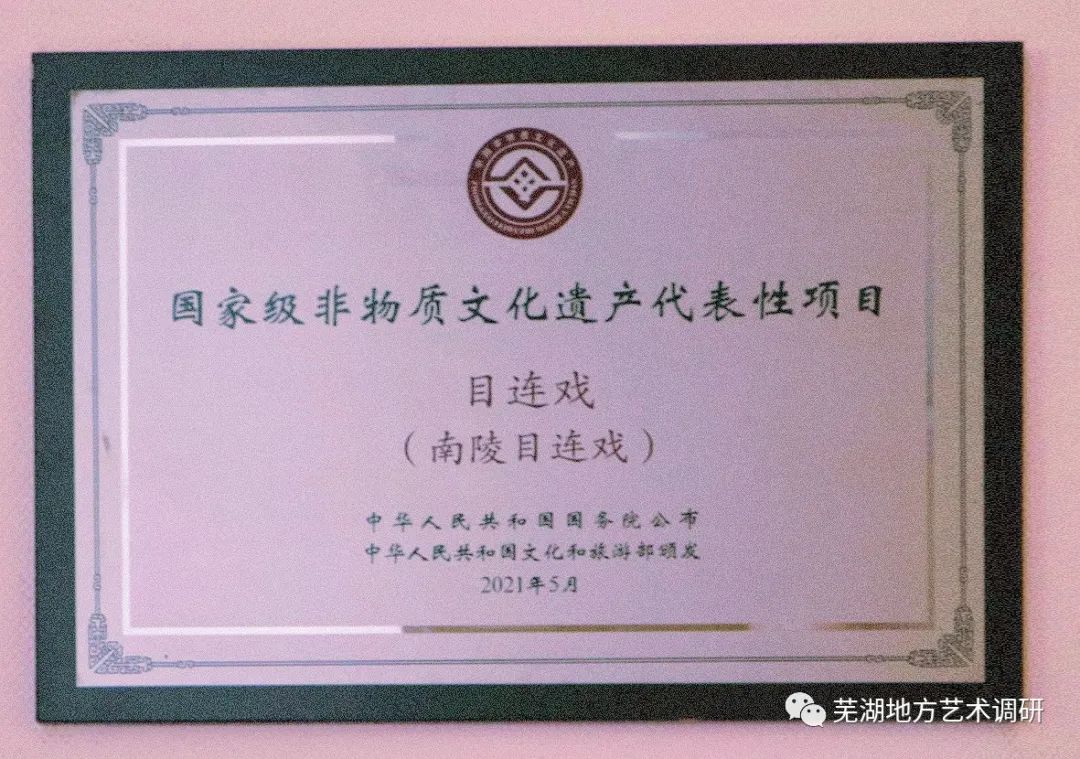 国家级非物质文化遗产代表性项目
目连戏
（南陵目连戏）
中华人民共和国国务院公布
中华人民共和国文化和旅游部颁发
2021年5月
芜湖地方艺术调研